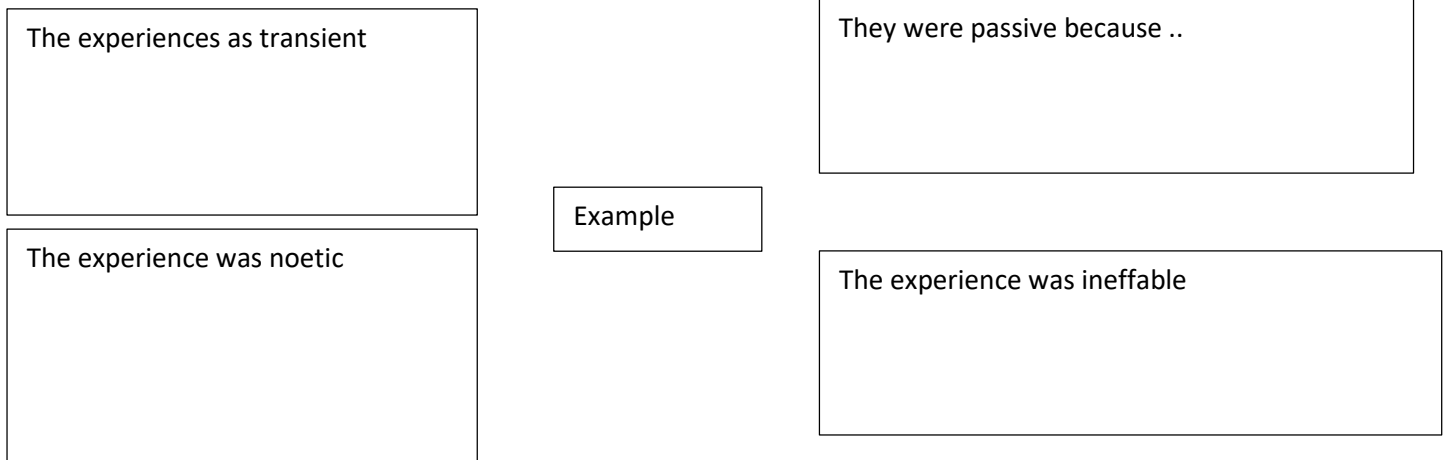 The experiences as transient
They were passive because ..
Example
The experience was noetic
The experience was ineffable